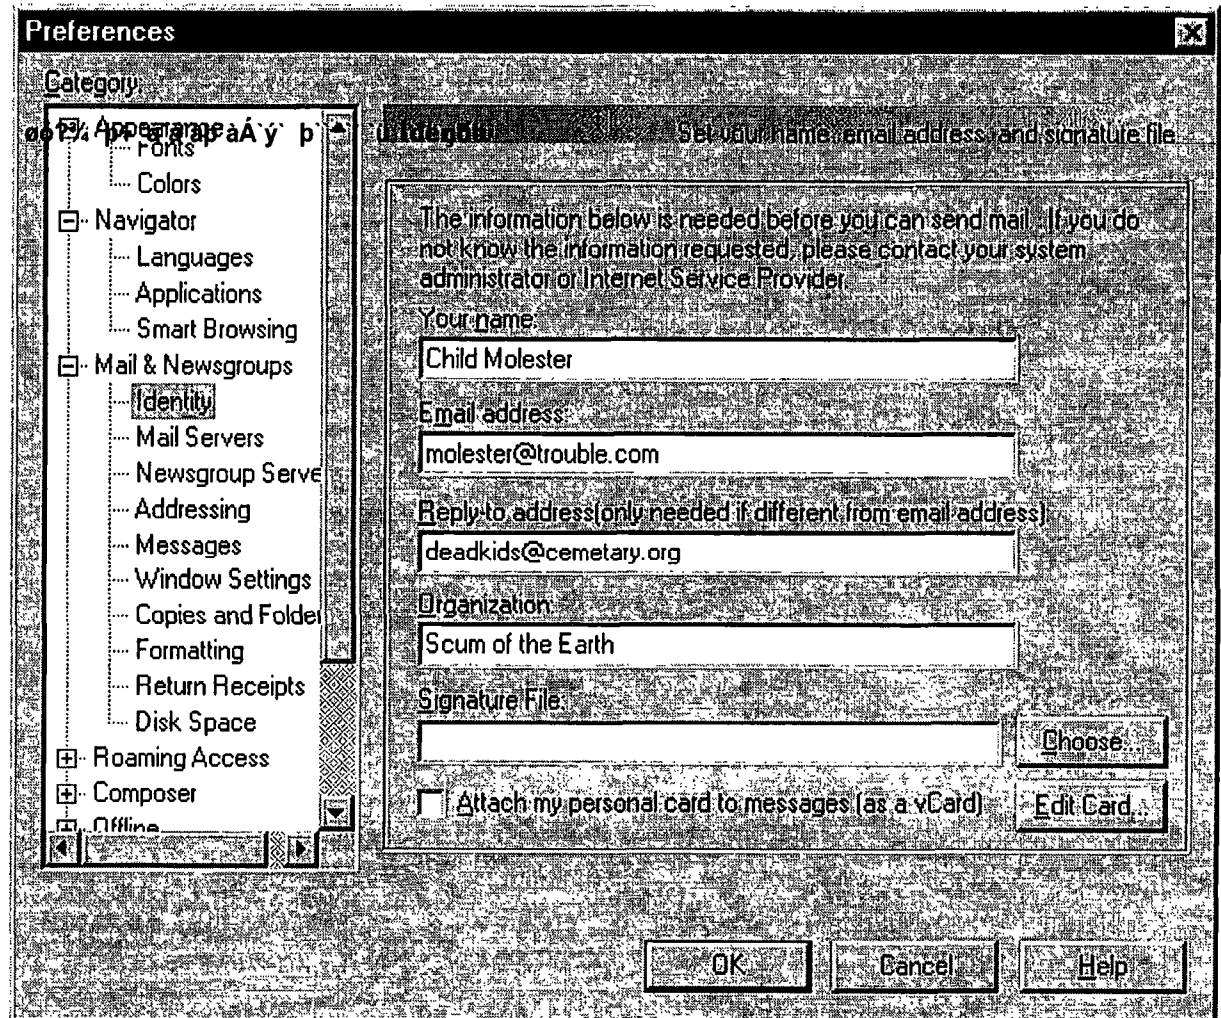 Preferences
Category:
Appearance
Fonts
Colors
Navigator
Languages
Applications
Smart Browsing
Mail & Newsgroups
Identity
Mail Servers
Newsgroup Serve
Addressing
Messages
Window Settings
Copies and Folder
Formatting
Return Receipts
Disk Space
Roaming Access
Composer
Offline
Identity
Set your name, email address, and signature file
The information below is needed before you can send mail. If you do
not know the information requested, please contact your system
administrator or Internet Service Provider.
Your name:
Child Molester
Email address:
molester@trouble.com
Reply-to address(only needed if different from email address)
deadkids@cemetary.org
Organization:
Scum of the Earth
Signature File:
Choose...
Attach my personal card to messages (as a vCard)
Edit Card...
OK
Cancel
Help